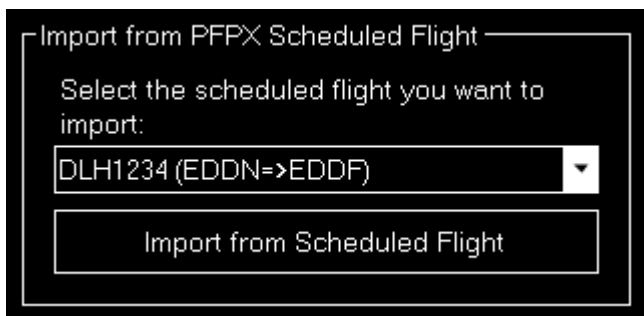 Import from PFPX Scheduled Flight
Select the scheduled flight you want to
import:
DLH1234 (EDDN=>EDDF)
Import from Scheduled Flight